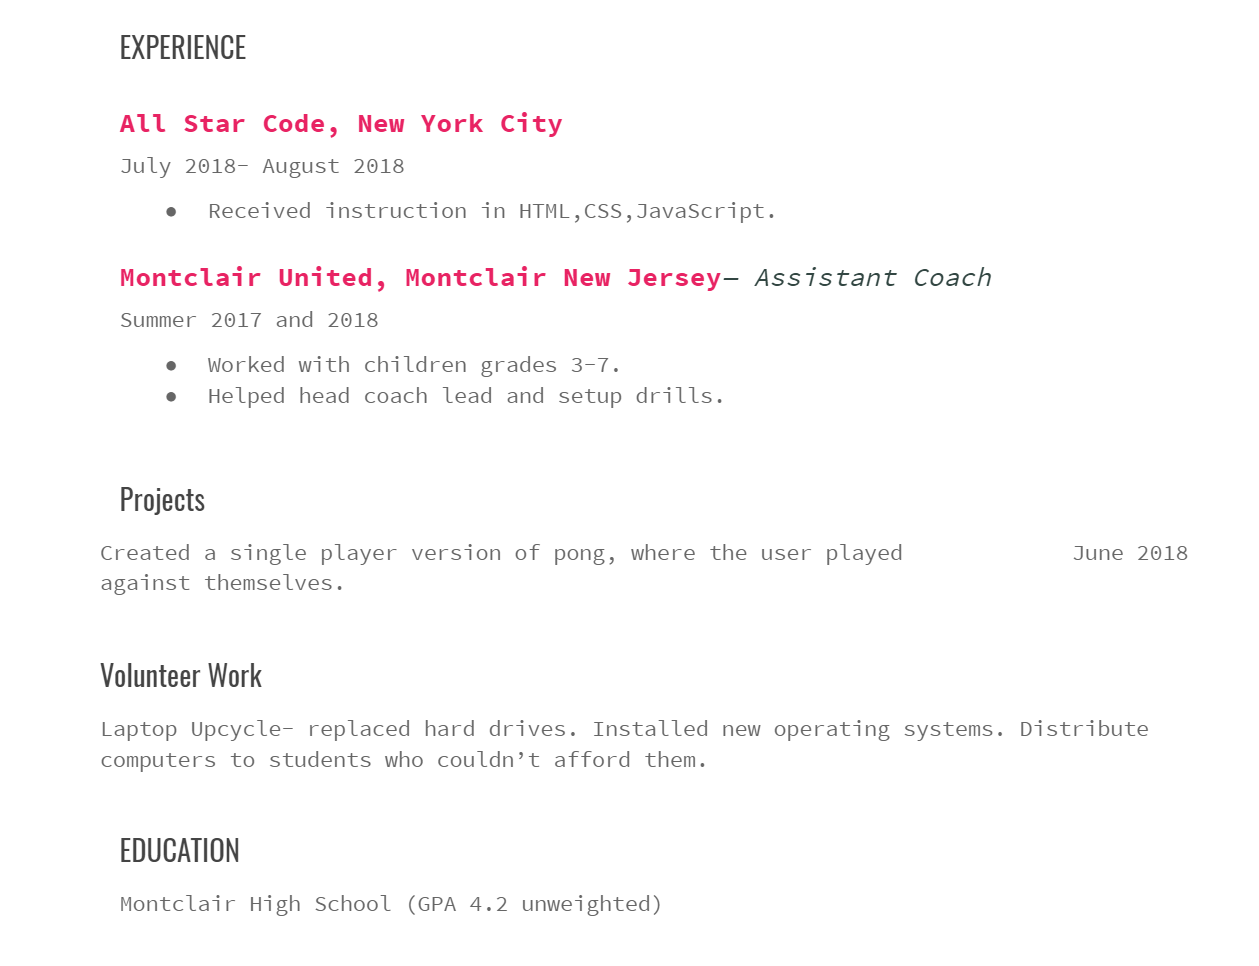 EXPERIENCE
All Star Code, New York City
July 2018- August 2018
● Received instruction in HTML,CSS,JavaScript.
Montclair United, Montclair New Jersey— Assistant Coach
Summer 2017 and 2018
● Worked with children grades 3-7.
● Helped head coach lead and setup drills.
Projects
Created a single player version of pong, where the user played June 2018
against themselves.
Volunteer Work
Laptop Upcycle- replaced hard drives. Installed new operating systems. Distribute
computers to students who couldn’t afford them.
EDUCATION
Montclair High School (GPA 4.2 unweighted)